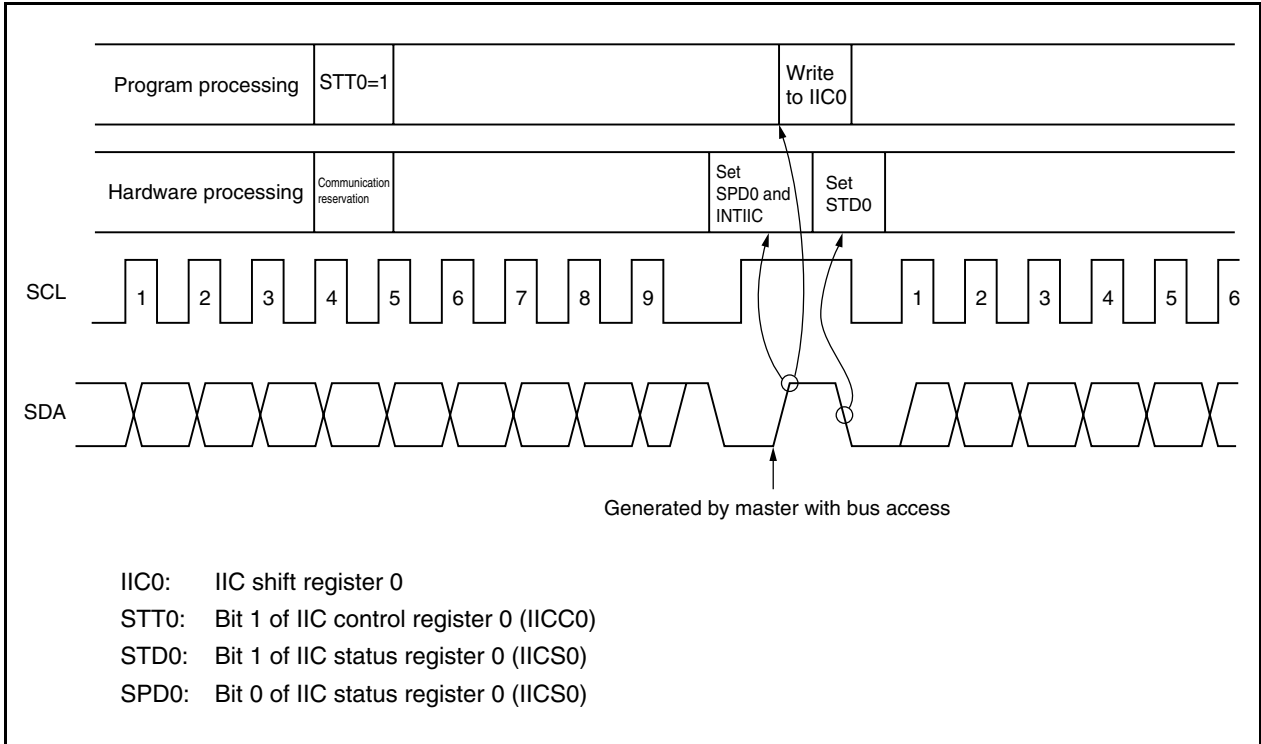 Program processing
STT0=1
Write
to IIC0
Hardware processing
Communication
reservation
Set
SPD0 and
INTIIC
Set
STD0
SCL
1 2 3 4 5 6 7 8 9 1 2 3 4 5 6
SDA
Generated by master with bus access
IIC0: IIC shift register 0
STT0: Bit 1 of IIC control register 0 (IICC0)
STD0: Bit 1 of IIC status register 0 (IICS0)
SPD0: Bit 0 of IIC status register 0 (IICS0)